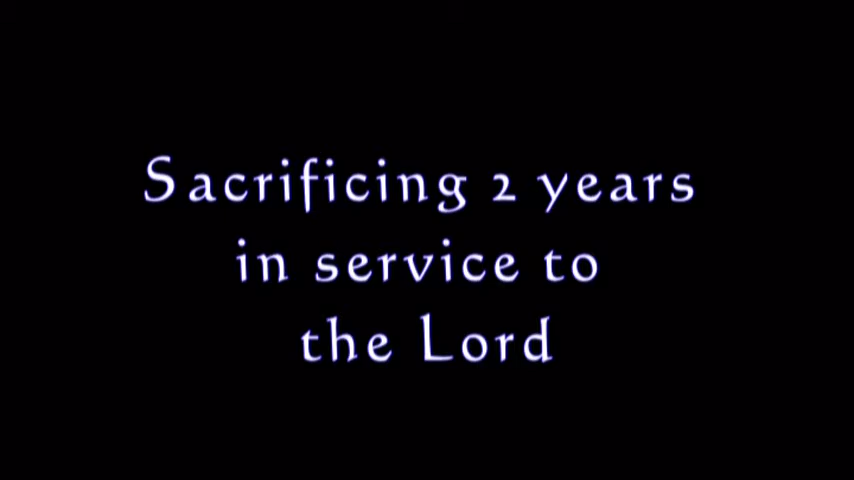 Sacrificing 2 years
in service to
the Lord